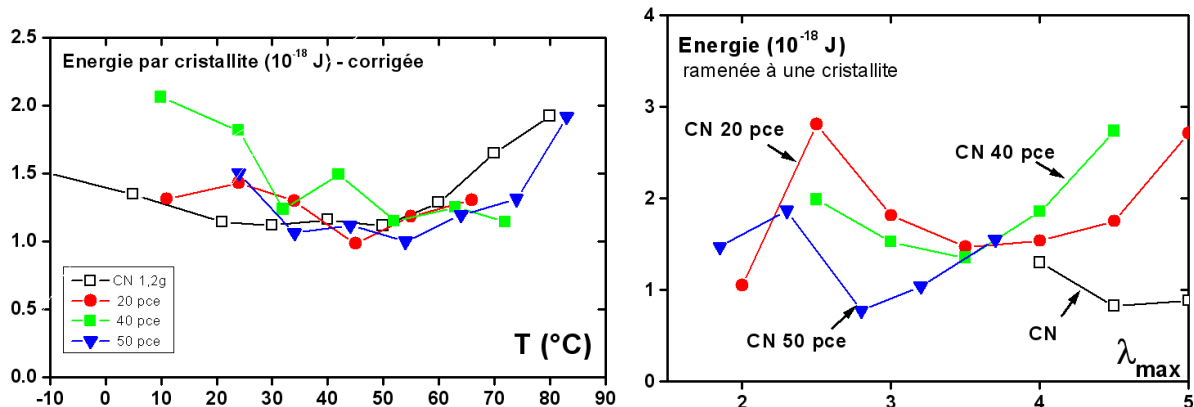 2.5
2.0
1.5
1.0
0.5
0.0
Energie par cristallite (10⁻¹⁸ J) - corrigée
CN 1,2g
20 pce
40 pce
50 pce
T (°C)
-10 0 10 20 30 40 50 60 70 80 90
4
3
2
1
0
Energie (10⁻¹⁸ J)
ramenée à une cristallite
CN 20 pce
CN 40 pce
CN 50 pce
CN
λmax
2 3 4 5